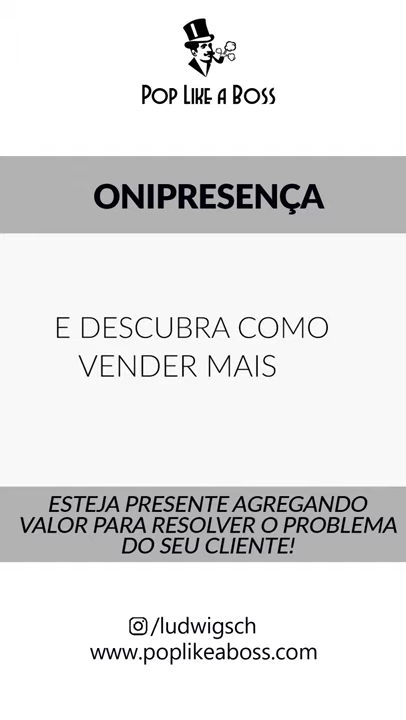 POP LIKE A BOSS
ONIPRESENÇA
E DESCUBRA COMO
VENDER MAIS
ESTEJA PRESENTE AGREGANDO
VALOR PARA RESOLVER O PROBLEMA
DO SEU CLIENTE!
/ludwigsch
www.poplikeaboss.com